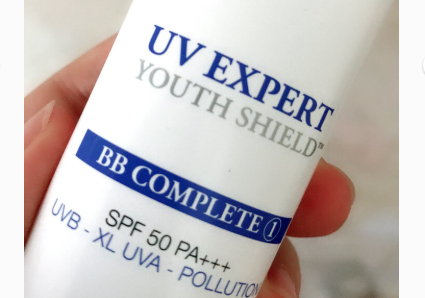 UV EXPERT
YOUTH SHIELD™
BB COMPLETE ①
SPF 50 PA+++
UVB - XL UVA - POLLUTION